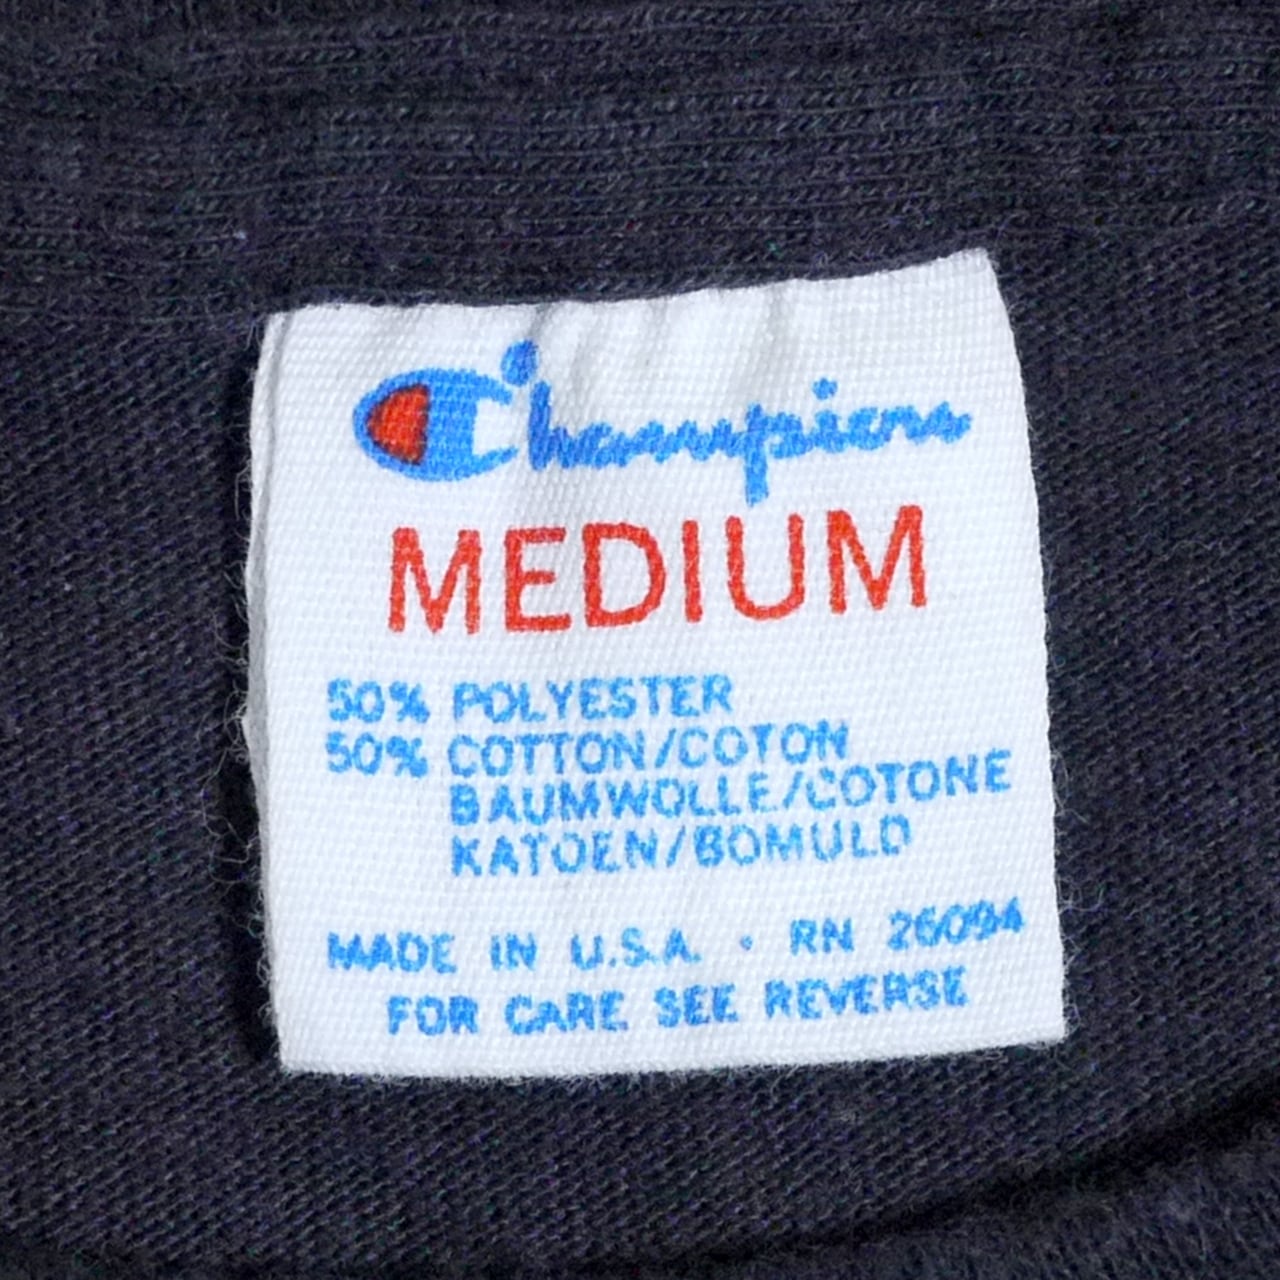 Champion
MEDIUM
50% POLYESTER
50% COTTON/COTON
BAUMWOLLE/COTONE
KATOEN/BOMULD
MADE IN U.S.A. • RN 26094
FOR CARE SEE REVERSE